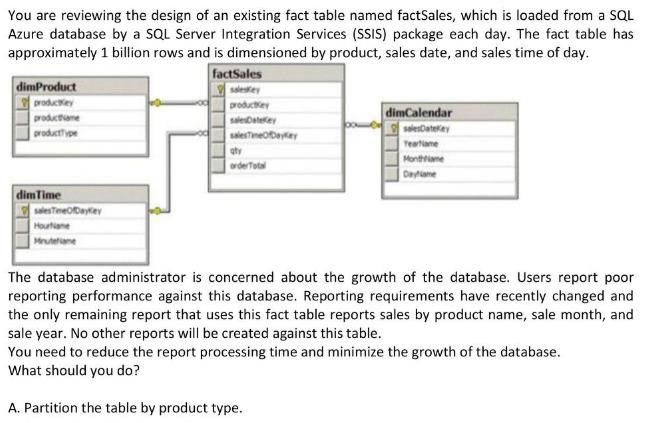 You are reviewing the design of an existing fact table named factSales, which is loaded from a SQL
Azure database by a SQL Server Integration Services (SSIS) package each day. The fact table has
approximately 1 billion rows and is dimensioned by product, sales date, and sales time of day.
factSales
salesKey
productKey
salesDateKey
salesTimeOfDayKey
qty
orderTotal
dimProduct
productKey
productName
productType
dimCalendar
salesDateKey
YearName
MonthName
DayName
dimTime
salesTimeOfDayKey
HourName
MinuteName
The database administrator is concerned about the growth of the database. Users report poor
reporting performance against this database. Reporting requirements have recently changed and
the only remaining report that uses this fact table reports sales by product name, sale month, and
sale year. No other reports will be created against this table.
You need to reduce the report processing time and minimize the growth of the database.
What should you do?
A. Partition the table by product type.